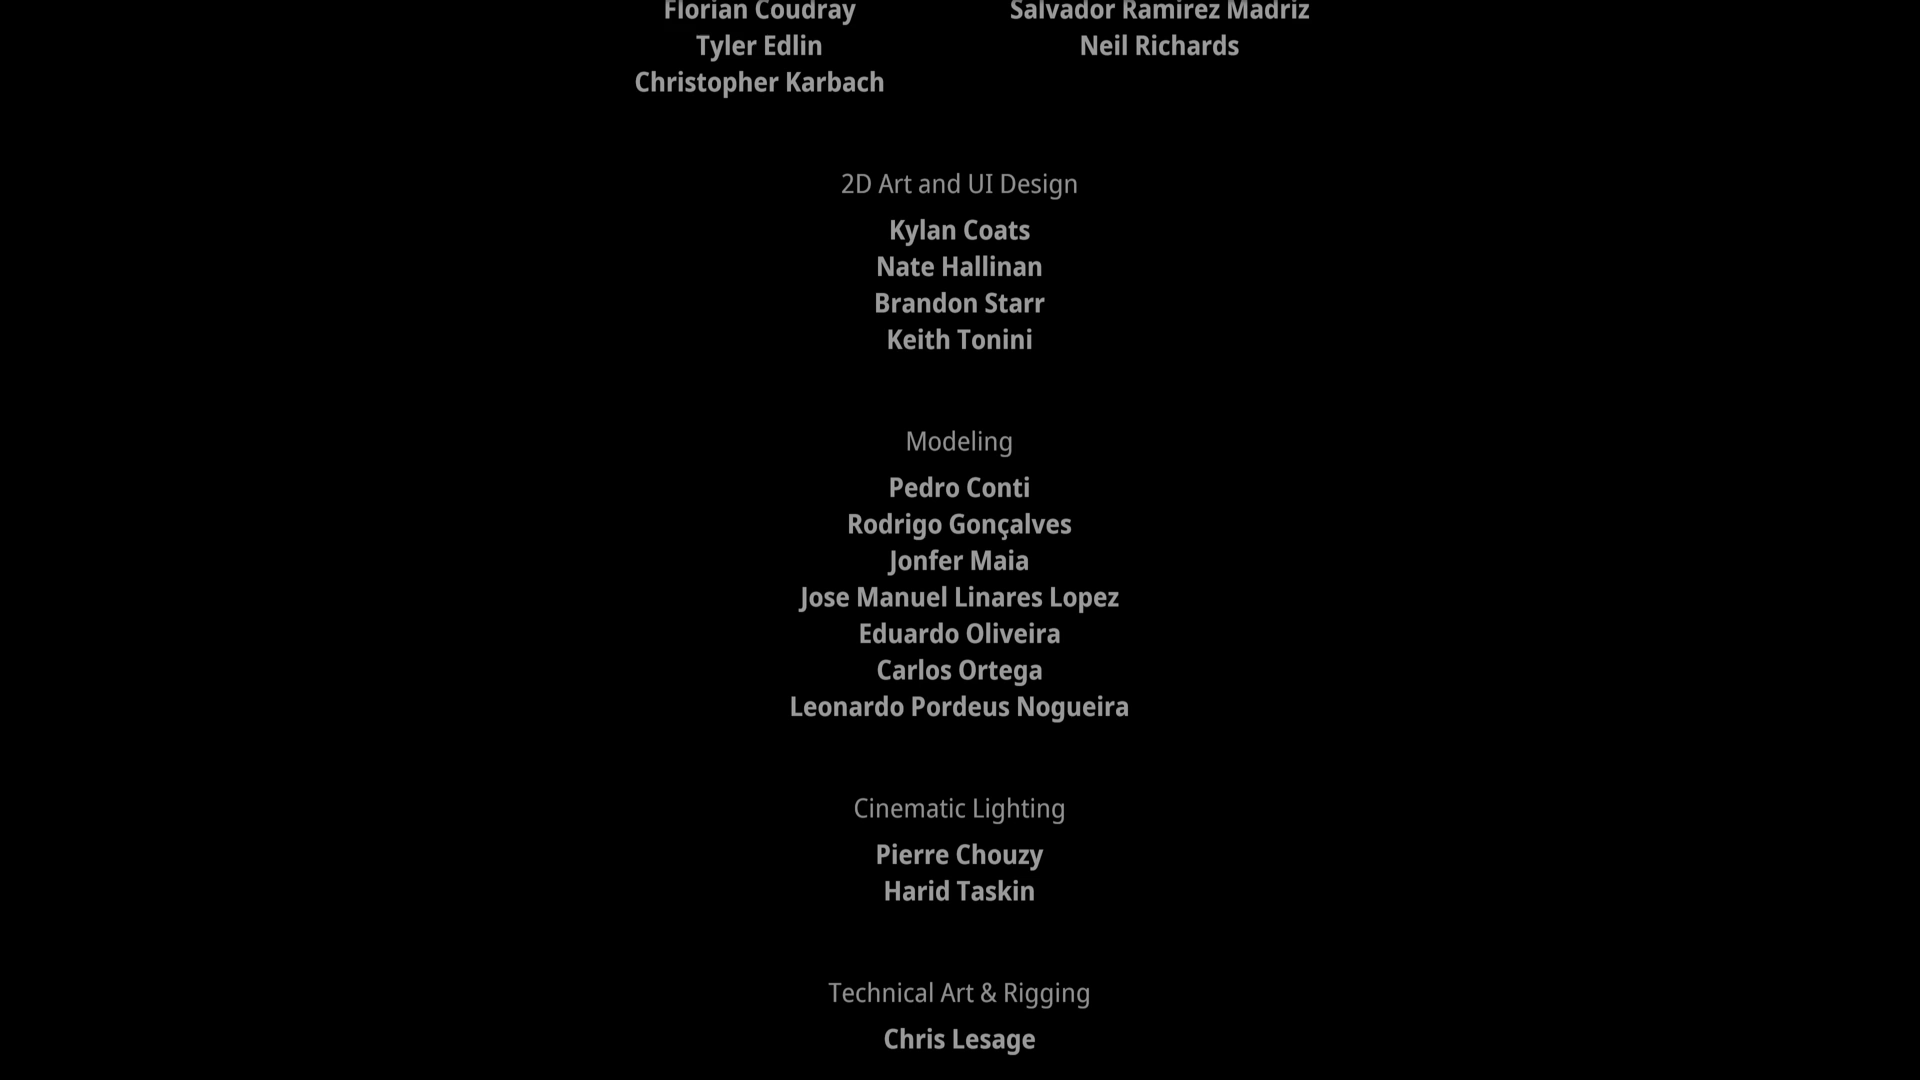 Florian Coudray
Tyler Edlin
Christopher Karbach
Salvador Ramirez Madriz
Neil Richards
2D Art and UI Design
Kylan Coats
Nate Hallinan
Brandon Starr
Keith Tonini
Modeling
Pedro Conti
Rodrigo Gonçalves
Jonfer Maia
Jose Manuel Linares Lopez
Eduardo Oliveira
Carlos Ortega
Leonardo Pordeus Nogueira
Cinematic Lighting
Pierre Chouzy
Harid Taskin
Technical Art & Rigging
Chris Lesage